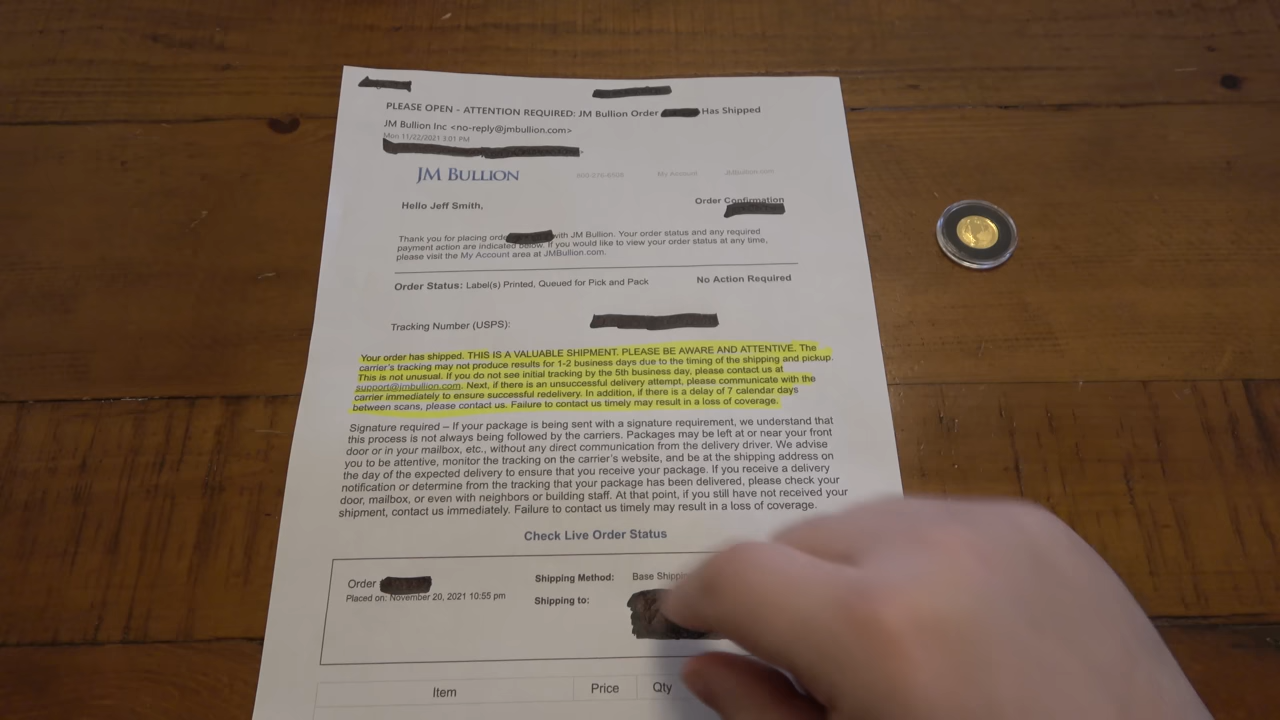 PLEASE OPEN - ATTENTION REQUIRED: JM Bullion Order Has Shipped
JM Bullion Inc <no-reply@jmbullion.com>
Mon 11/22/2021 3:01 PM
JM BULLION
My Account
JMBullion.com
Hello Jeff Smith,
Order Confirmation
Thank you for placing with JM Bullion. Your order status and any required
payment action are indicated below. If you would like to view your order status at any time,
please visit the My Account area at JMBullion.com.
Order Status: Label(s) Printed, Queued for Pick and Pack
No Action Required
Tracking Number (USPS):
Your order has shipped. THIS IS A VALUABLE SHIPMENT. PLEASE BE AWARE AND ATTENTIVE. The
carrier's tracking may not produce results for 1-2 business days due to the timing of the shipping and pickup.
This is not unusual. If you do not see initial tracking by the 5th business day, please contact us at
support@jmbullion.com. Next, if there is an unsuccessful delivery attempt, please communicate with the
carrier immediately to ensure successful redelivery. In addition, if there is a delay of 7 calendar days
between scans, please contact us. Failure to contact us timely may result in a loss of coverage.
Signature required – If your package is being sent with a signature requirement, we understand that
this process is not always being followed by the carriers. Packages may be left at or near your front
door or in your mailbox, etc., without any direct communication from the delivery driver. We advise
you to be attentive, monitor the tracking on the carrier's website, and be at the shipping address on
the day of the expected delivery to ensure that you receive your package. If you receive a delivery
notification or determine from the tracking that your package has been delivered, please check your
door, mailbox, or even with neighbors or building staff. At that point, if you still have not received your
shipment, contact us immediately. Failure to contact us timely may result in a loss of coverage.
Check Live Order Status
Order
Placed on: November 20, 2021 10:55 pm
Shipping Method: Base
Shipping to:
Item Price Qty